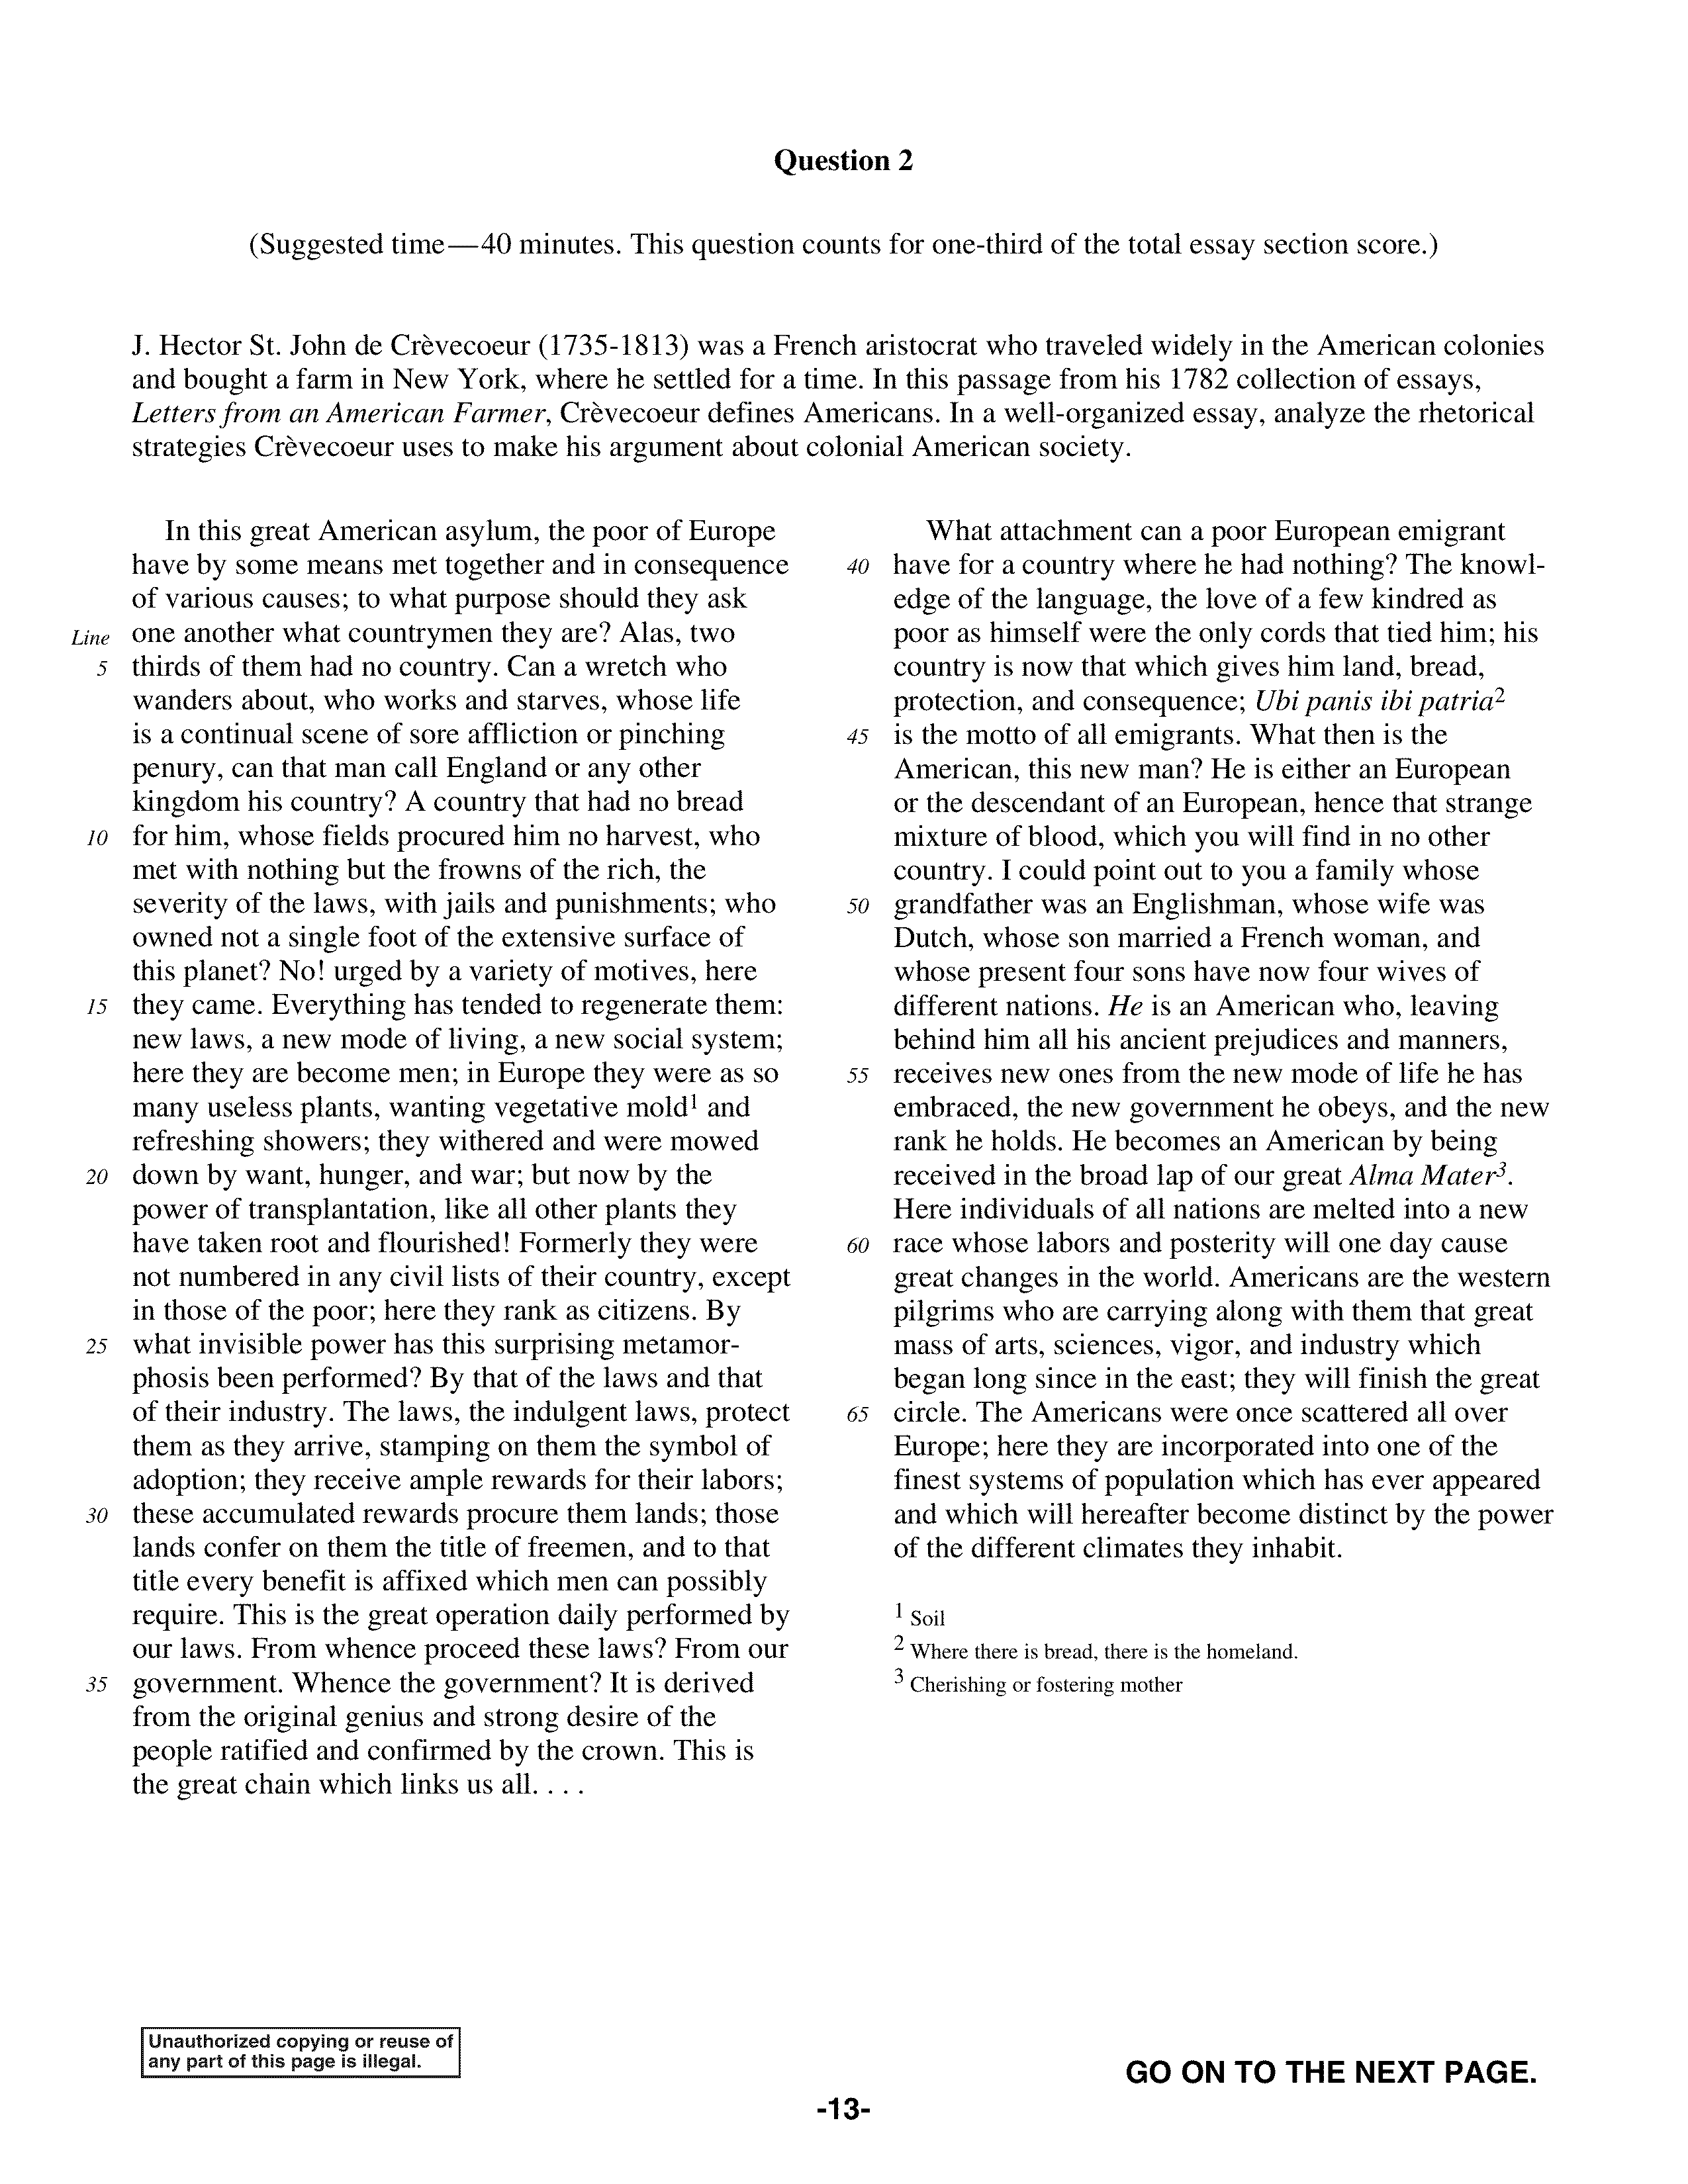 Question 2
(Suggested time—40 minutes. This question counts for one-third of the total essay section score.)
J. Hector St. John de Crèvecoeur (1735-1813) was a French aristocrat who traveled widely in the American colonies
and bought a farm in New York, where he settled for a time. In this passage from his 1782 collection of essays,
Letters from an American Farmer, Crèvecoeur defines Americans. In a well-organized essay, analyze the rhetorical
strategies Crèvecoeur uses to make his argument about colonial American society.
In this great American asylum, the poor of Europe
have by some means met together and in consequence
of various causes; to what purpose should they ask
Line one another what countrymen they are? Alas, two
5 thirds of them had no country. Can a wretch who
wanders about, who works and starves, whose life
is a continual scene of sore affliction or pinching
penury, can that man call England or any other
kingdom his country? A country that had no bread
10 for him, whose fields procured him no harvest, who
met with nothing but the frowns of the rich, the
severity of the laws, with jails and punishments; who
owned not a single foot of the extensive surface of
this planet? No! urged by a variety of motives, here
15 they came. Everything has tended to regenerate them:
new laws, a new mode of living, a new social system;
here they are become men; in Europe they were as so
many useless plants, wanting vegetative mold1 and
refreshing showers; they withered and were mowed
20 down by want, hunger, and war; but now by the
power of transplantation, like all other plants they
have taken root and flourished! Formerly they were
not numbered in any civil lists of their country, except
in those of the poor; here they rank as citizens. By
25 what invisible power has this surprising metamor-
phosis been performed? By that of the laws and that
of their industry. The laws, the indulgent laws, protect
them as they arrive, stamping on them the symbol of
adoption; they receive ample rewards for their labors;
30 these accumulated rewards procure them lands; those
lands confer on them the title of freemen, and to that
title every benefit is affixed which men can possibly
require. This is the great operation daily performed by
our laws. From whence proceed these laws? From our
35 government. Whence the government? It is derived
from the original genius and strong desire of the
people ratified and confirmed by the crown. This is
the great chain which links us all. . . .
What attachment can a poor European emigrant
40 have for a country where he had nothing? The knowl-
edge of the language, the love of a few kindred as
poor as himself were the only cords that tied him; his
country is now that which gives him land, bread,
protection, and consequence; Ubi panis ibi patria2
45 is the motto of all emigrants. What then is the
American, this new man? He is either an European
or the descendant of an European, hence that strange
mixture of blood, which you will find in no other
country. I could point out to you a family whose
50 grandfather was an Englishman, whose wife was
Dutch, whose son married a French woman, and
whose present four sons have now four wives of
different nations. He is an American who, leaving
behind him all his ancient prejudices and manners,
55 receives new ones from the new mode of life he has
embraced, the new government he obeys, and the new
rank he holds. He becomes an American by being
received in the broad lap of our great Alma Mater3.
Here individuals of all nations are melted into a new
60 race whose labors and posterity will one day cause
great changes in the world. Americans are the western
pilgrims who are carrying along with them that great
mass of arts, sciences, vigor, and industry which
began long since in the east; they will finish the great
65 circle. The Americans were once scattered all over
Europe; here they are incorporated into one of the
finest systems of population which has ever appeared
and which will hereafter become distinct by the power
of the different climates they inhabit.
1 Soil
2 Where there is bread, there is the homeland.
3 Cherishing or fostering mother
Unauthorized copying or reuse of
any part of this page is illegal.
GO ON TO THE NEXT PAGE.
-13-